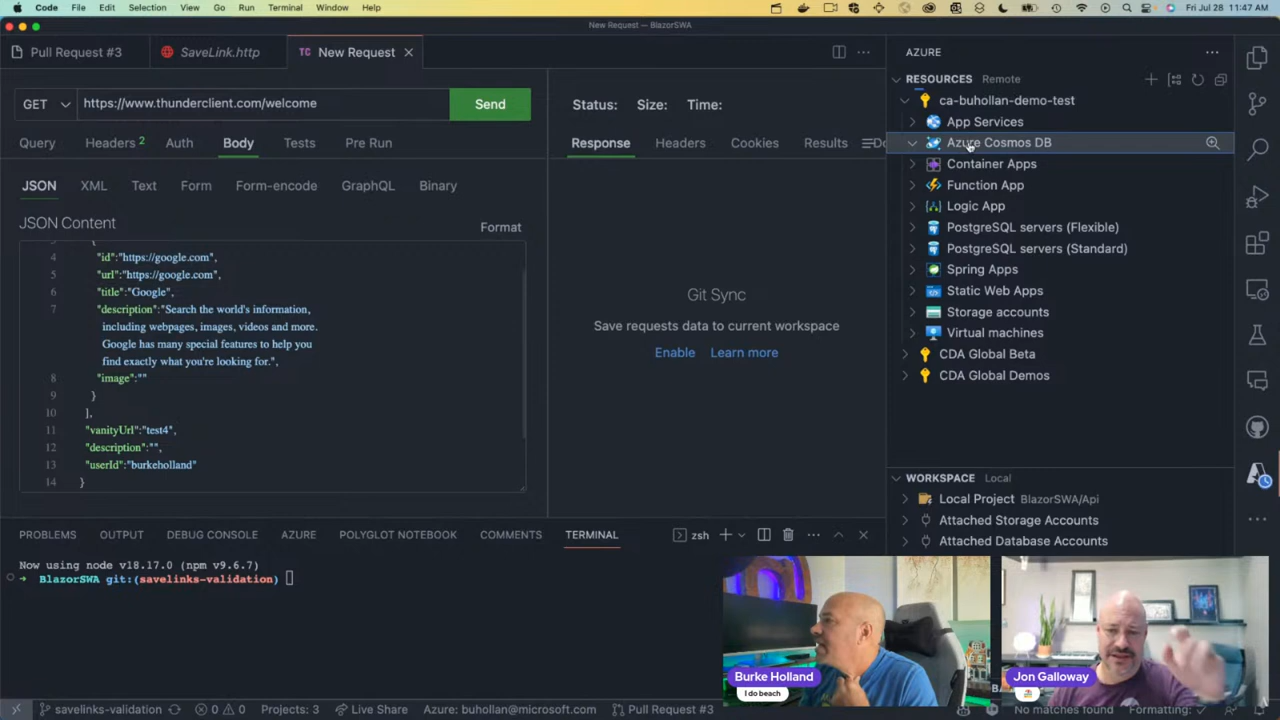 Code File Edit Selection View Go Run Terminal Window Help
Fri Jul 28 11:47 AM
New Request — BlazorSWA
Pull Request #3
SaveLink.http
TC New Request
AZURE
GET
https://www.thunderclient.com/welcome
Send
Status: Size: Time:
Query Headers 2 Auth Body Tests Pre Run
Response Headers Cookies Results Do
JSON XML Text Form Form-encode GraphQL Binary
JSON Content
Format
4 "id":"https://google.com",
5 "url":"https://google.com",
6 "title":"Google",
7 "description":"Search the world's information,
including webpages, images, videos and more.
Google has many special features to help you
find exactly what you're looking for.",
8 "image":""
9 }
10 ],
11 "vanityUrl":"test4",
12 "description":"",
13 "userId":"burkeholland"
14 }
Git Sync
Save requests data to current workspace
Enable Learn more
RESOURCES Remote
ca-buhollan-demo-test
App Services
Azure Cosmos DB
Container Apps
Function App
Logic App
PostgreSQL servers (Flexible)
PostgreSQL servers (Standard)
Spring Apps
Static Web Apps
Storage accounts
Virtual machines
CDA Global Beta
CDA Global Demos
WORKSPACE Local
Local Project BlazorSWA/Api
Attached Storage Accounts
Attached Database Accounts
PROBLEMS OUTPUT DEBUG CONSOLE AZURE POLYGLOT NOTEBOOK COMMENTS TERMINAL
zsh
Now using node v18.17.0 (npm v9.6.7)
BlazorSWA git:(savelinks-validation)
Burke Holland
I do beach
Jon Galloway
savelinks-validation 0 0 Projects: 3 Live Share Azure: buhollan@microsoft.com Pull Request #3
No matches found Formatting: